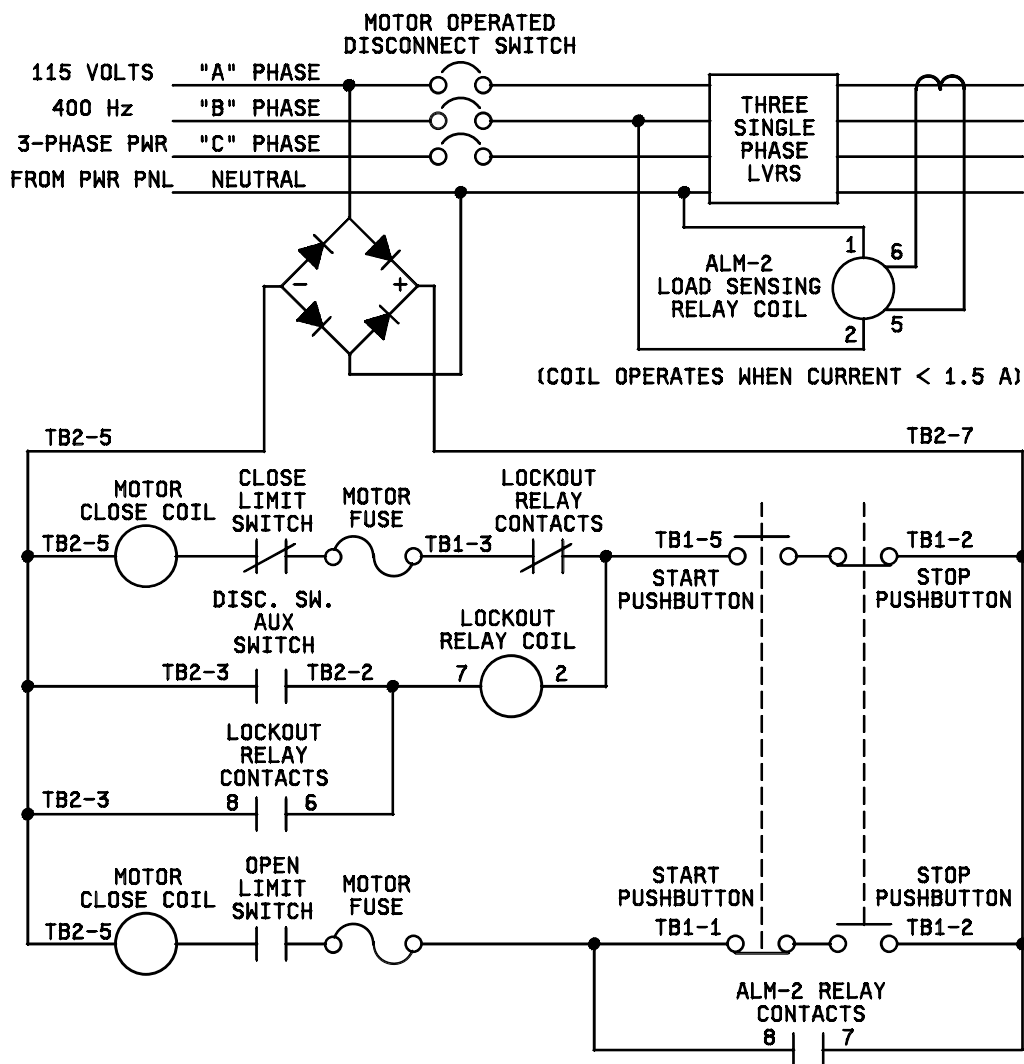 MOTOR OPERATED
DISCONNECT SWITCH
115 VOLTS "A" PHASE
400 Hz "B" PHASE
3-PHASE PWR "C" PHASE
FROM PWR PNL NEUTRAL
THREE
SINGLE
PHASE
LVRS
1
6
ALM-2
LOAD SENSING
RELAY COIL
5
2
- +
(COIL OPERATES WHEN CURRENT < 1.5 A)
TB2-5
TB2-7
MOTOR
CLOSE COIL
CLOSE
LIMIT
SWITCH
MOTOR
FUSE
LOCKOUT
RELAY
CONTACTS
TB2-5
TB1-3
TB1-5
TB1-2
START
PUSHBUTTON
STOP
PUSHBUTTON
DISC. SW.
AUX
SWITCH
LOCKOUT
RELAY COIL
TB2-3
TB2-2
7
2
LOCKOUT
RELAY
CONTACTS
TB2-3
8
6
MOTOR
CLOSE COIL
OPEN
LIMIT
SWITCH
MOTOR
FUSE
START
PUSHBUTTON
STOP
PUSHBUTTON
TB2-5
TB1-1
TB1-2
ALM-2 RELAY
CONTACTS
8
7